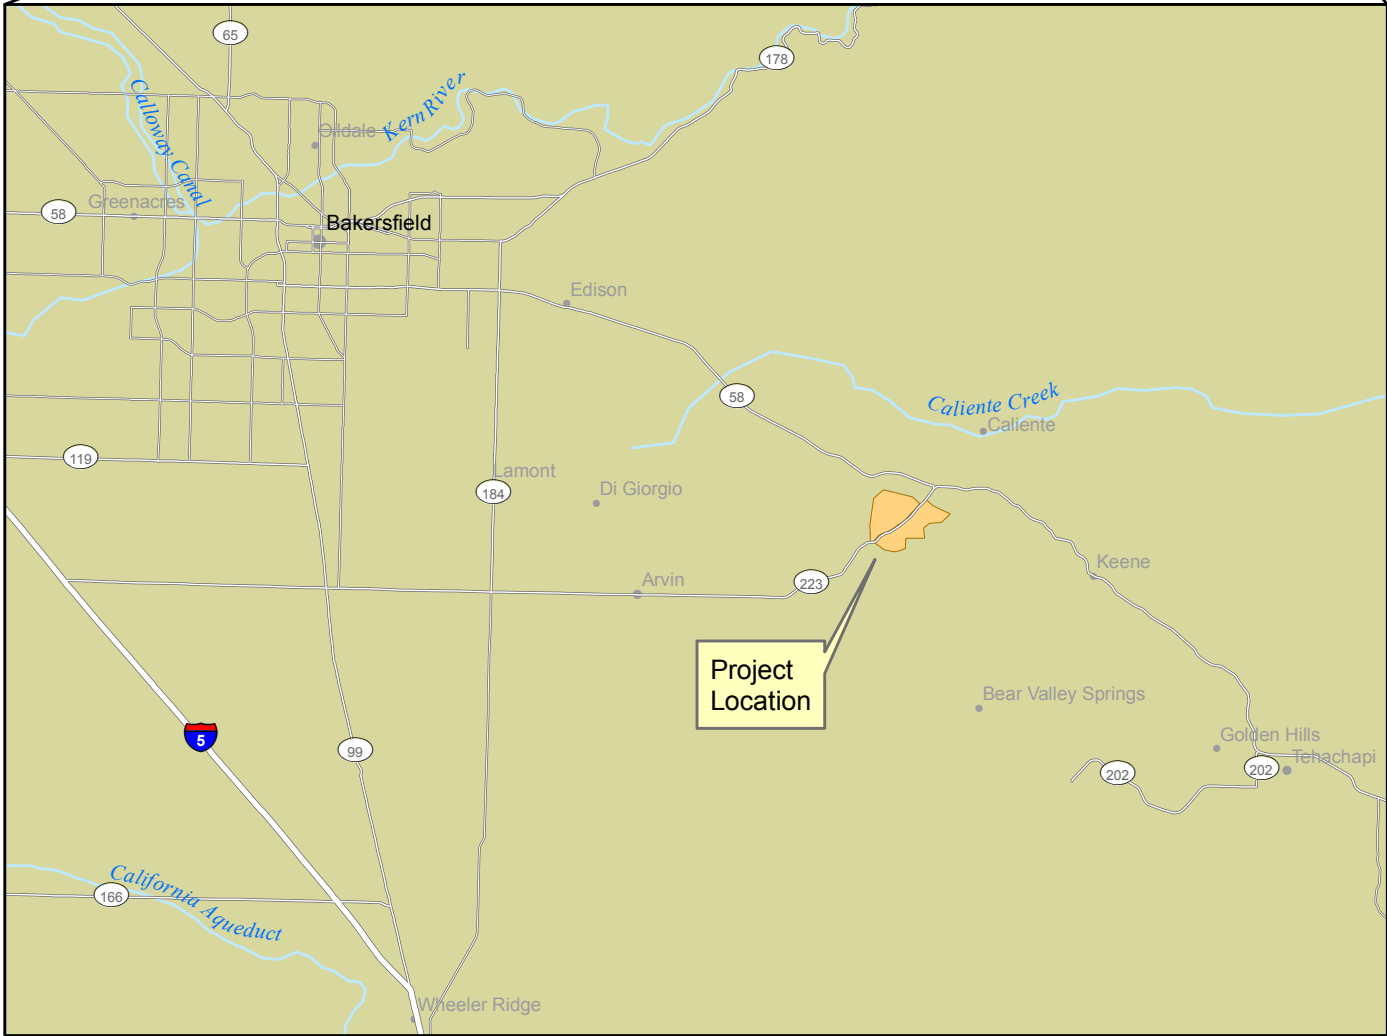 65
178
Calloway Canal
Kern River
Oildale
Greenacres
58
Bakersfield
Edison
58
Caliente Creek
Caliente
119
Lamont
184
Di Giorgio
Keene
223
Arvin
Project
Location
Bear Valley Springs
5
99
Golden Hills
Tehachapi
202
202
California Aqueduct
166
Wheeler Ridge